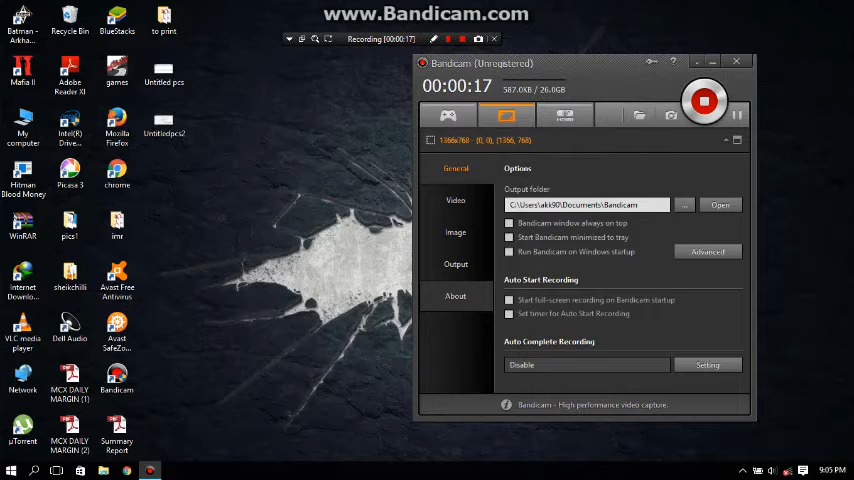 www.Bandicam.com
Recording [00:00:17]
Batman -
Arkha...
Recycle Bin
BlueStacks
to print
Mafia II
Adobe
Reader XI
games
Untitled pcs
My
computer
Intel(R)
Drive...
Mozilla
Firefox
Untitledpcs2
Hitman
Blood Money
Picasa 3
chrome
WinRAR
pics1
imr
Internet
Downlo...
sheikchilli
Avast Free
Antivirus
VLC media
player
Dell Audio
Avast
SafeZo...
Network
MCX DAILY
MARGIN (1)
Bandicam
µTorrent
MCX DAILY
MARGIN (2)
Summary
Report
Bandicam (Unregistered)
?
00:00:17
587.0KB / 26.0GB
HDMI
1366x768 - (0, 0), (1366, 768)
General
Video
Image
Output
About
Options
Output folder
C:\Users\akk90\Documents\Bandicam
...
Open
Bandicam window always on top
Start Bandicam minimized to tray
Run Bandicam on Windows startup
Advanced
Auto Start Recording
Start full-screen recording on Bandicam startup
Set timer for Auto Start Recording
Auto Complete Recording
Disable
Setting
Bandicam - High performance video capture.
9:05 PM